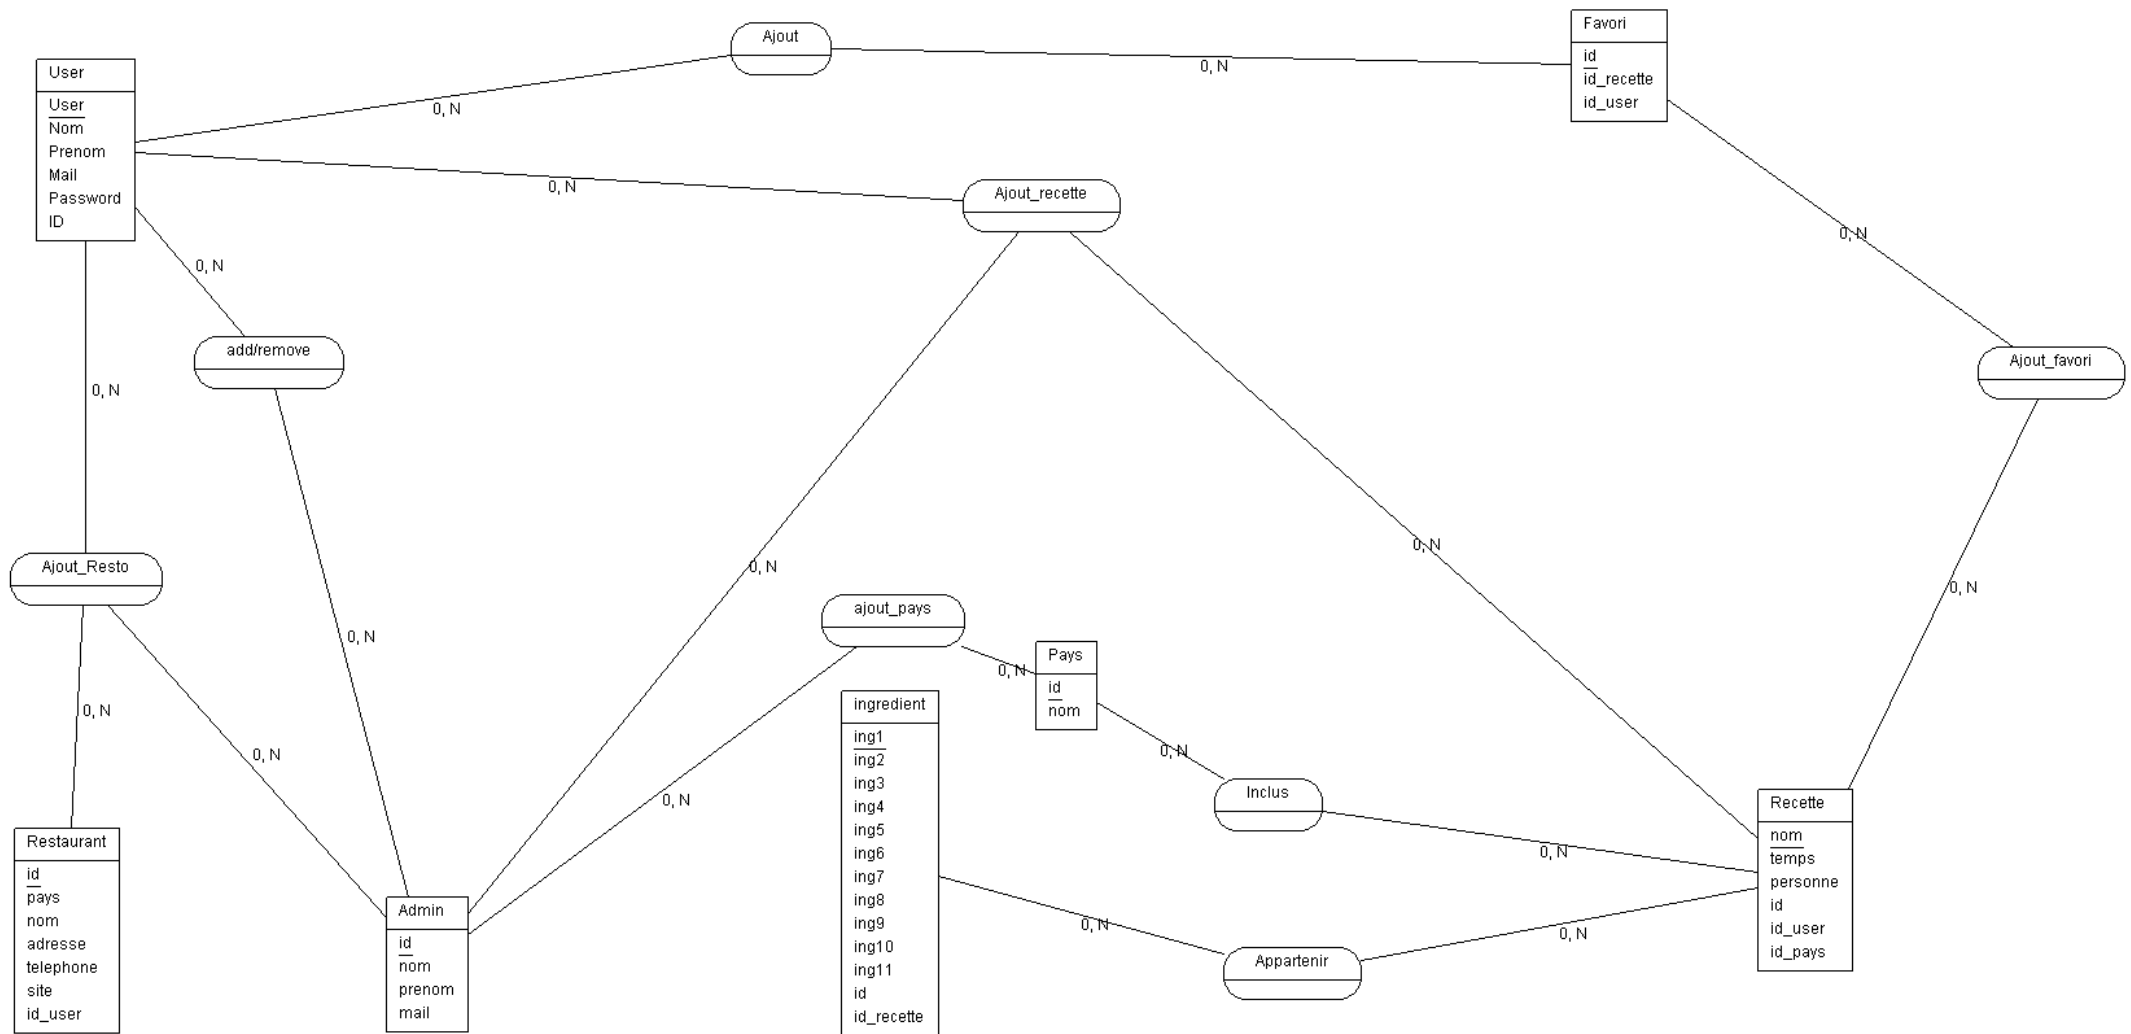 Ajout
0, N
0, N
Favori
id
id_recette
id_user
User
User
Nom
Prenom
Mail
Password
ID
0, N
Ajout_recette
0, N
0, N
add/remove
Ajout_favori
0, N
0, N
Ajout_Resto
0, N
0, N
0, N
ajout_pays
0, N
0, N
0, N
Pays
id
nom
0, N
0, N
ingredient
ing1
ing2
ing3
ing4
ing5
ing6
ing7
ing8
ing9
ing10
ing11
id
id_recette
0, N
Inclus
0, N
0, N
Appartenir
0, N
Recette
nom
temps
personne
id
id_user
id_pays
Restaurant
id
pays
nom
adresse
telephone
site
id_user
Admin
id
nom
prenom
mail